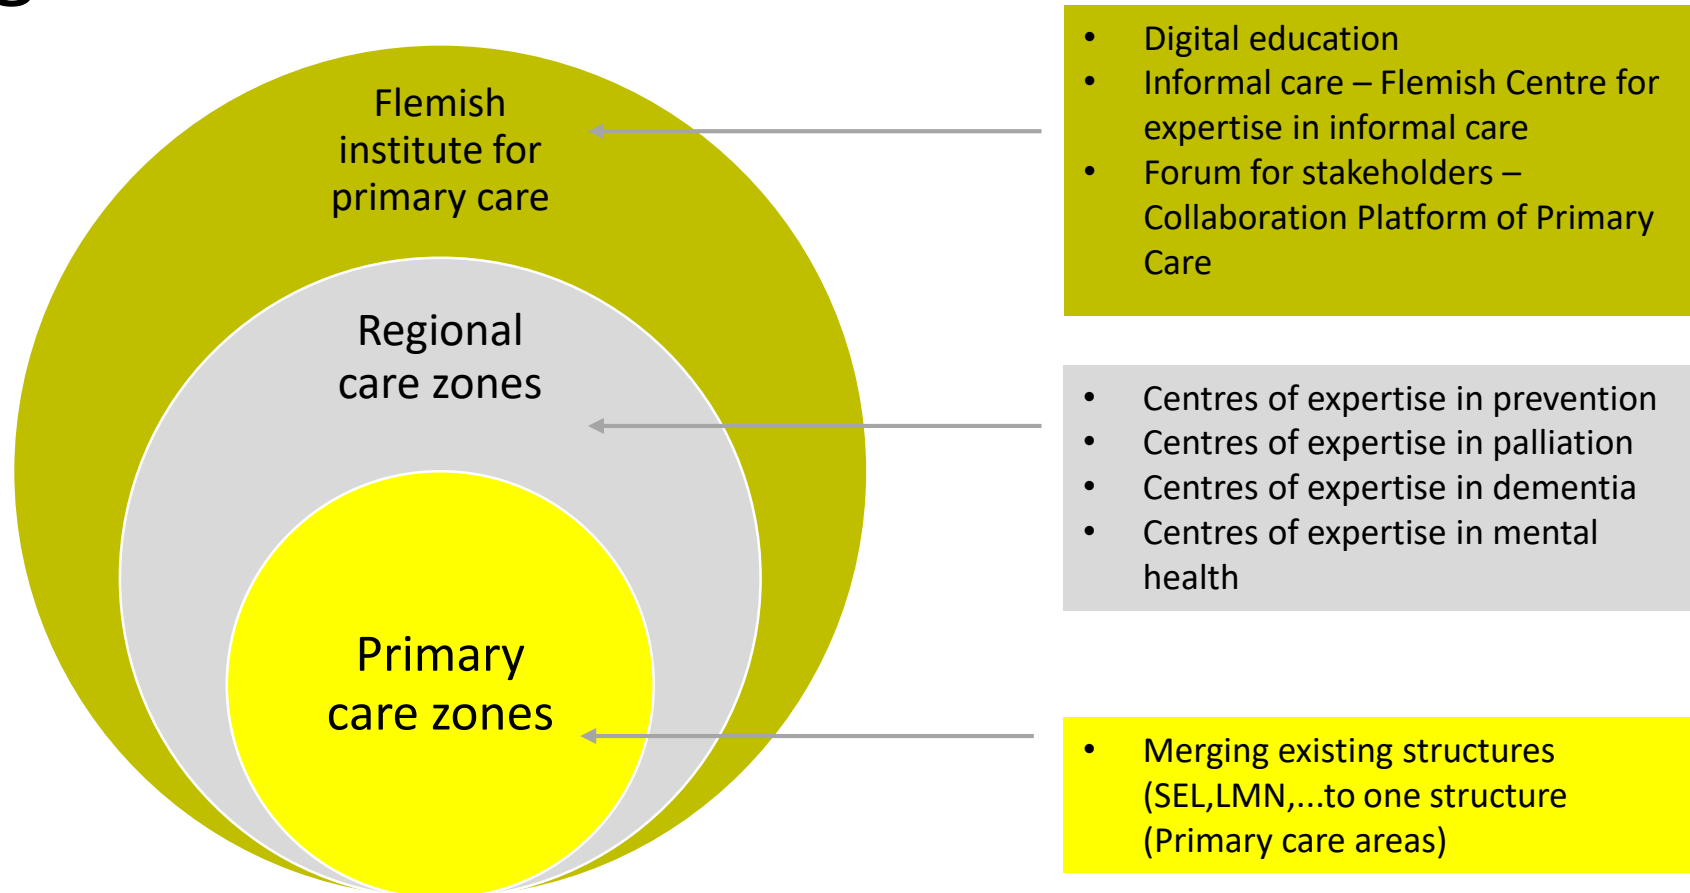 Flemish
institute for
primary care
Regional
care zones
Primary
care zones
• Digital education
• Informal care – Flemish Centre for
expertise in informal care
• Forum for stakeholders –
Collaboration Platform of Primary
Care
• Centres of expertise in prevention
• Centres of expertise in palliation
• Centres of expertise in dementia
• Centres of expertise in mental
health
• Merging existing structures
(SEL,LMN,...to one structure
(Primary care areas)